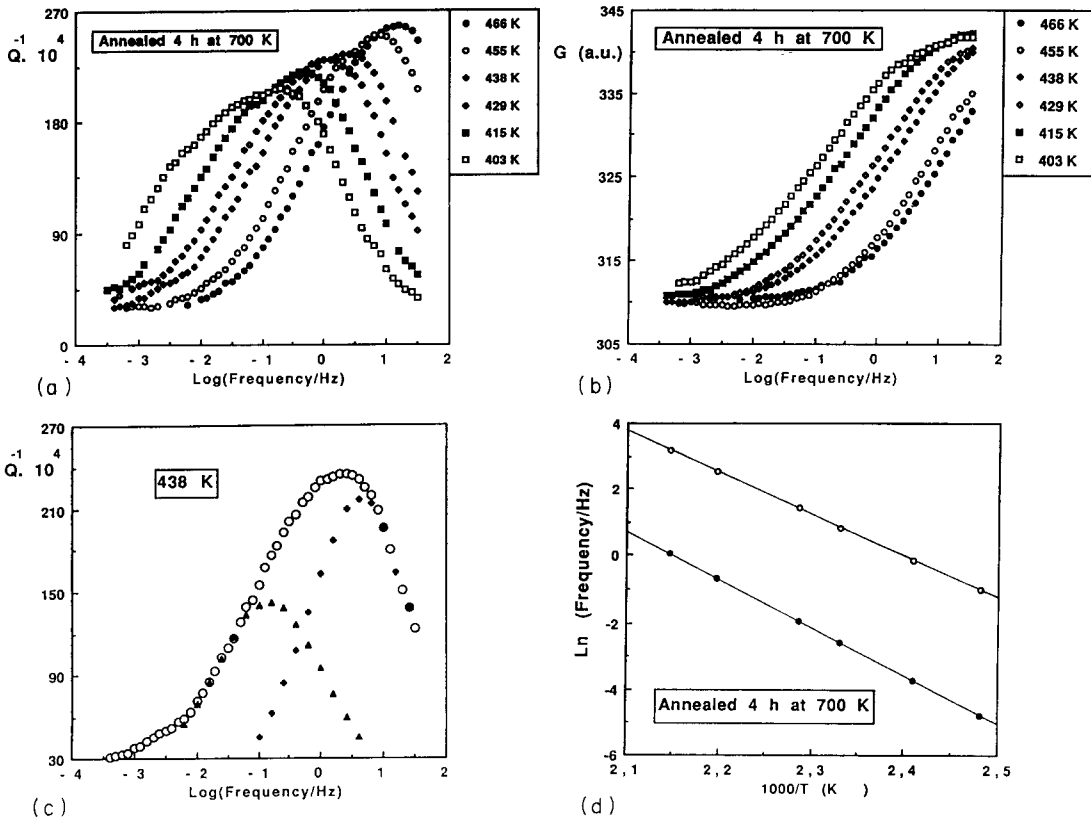 270
-1
4
Q. 10
180
90
0
Annealed 4 h at 700 K
- 4
- 3
- 2
- 1
0
1
2
Log(Frequency/Hz)
(a)
466 K
455 K
438 K
429 K
415 K
403 K
345
G (a.u.)
335
325
315
305
Annealed 4 h at 700 K
- 4
- 3
- 2
- 1
0
1
2
Log(Frequency/Hz)
(b)
466 K
455 K
438 K
429 K
415 K
403 K
270
-1
4
Q. 10
210
150
90
30
438 K
- 4
- 3
- 2
- 1
0
1
2
Log(Frequency/Hz)
(c)
4
2
0
-2
-4
-6
Ln (Frequency/Hz)
Annealed 4 h at 700 K
2,1
2,2
2,3
2,4
2,5
1000/T (K )
(d)